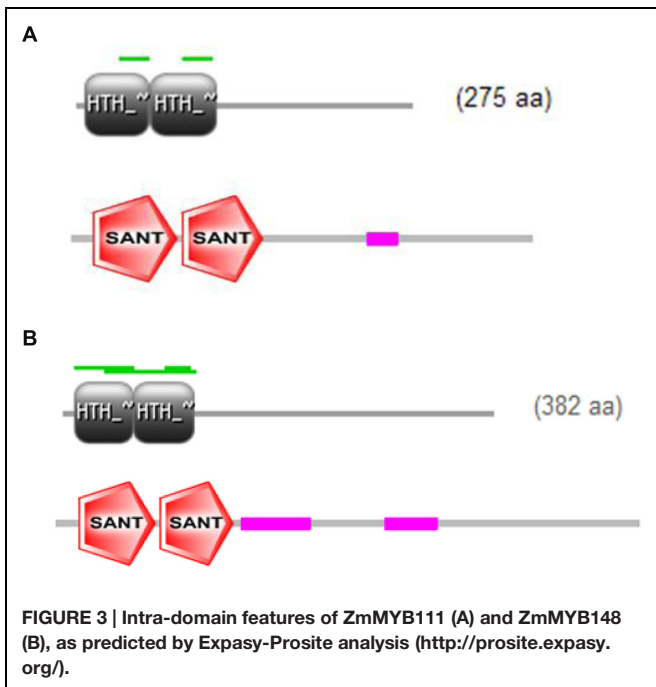 A
HTH_~ HTH_~
(275 aa)
SANT SANT
B
HTH_~ HTH_~
(382 aa)
SANT SANT
FIGURE 3 | Intra-domain features of ZmMYB111 (A) and ZmMYB148
(B), as predicted by Expasy-Prosite analysis (http://prosite.expasy.
org/).